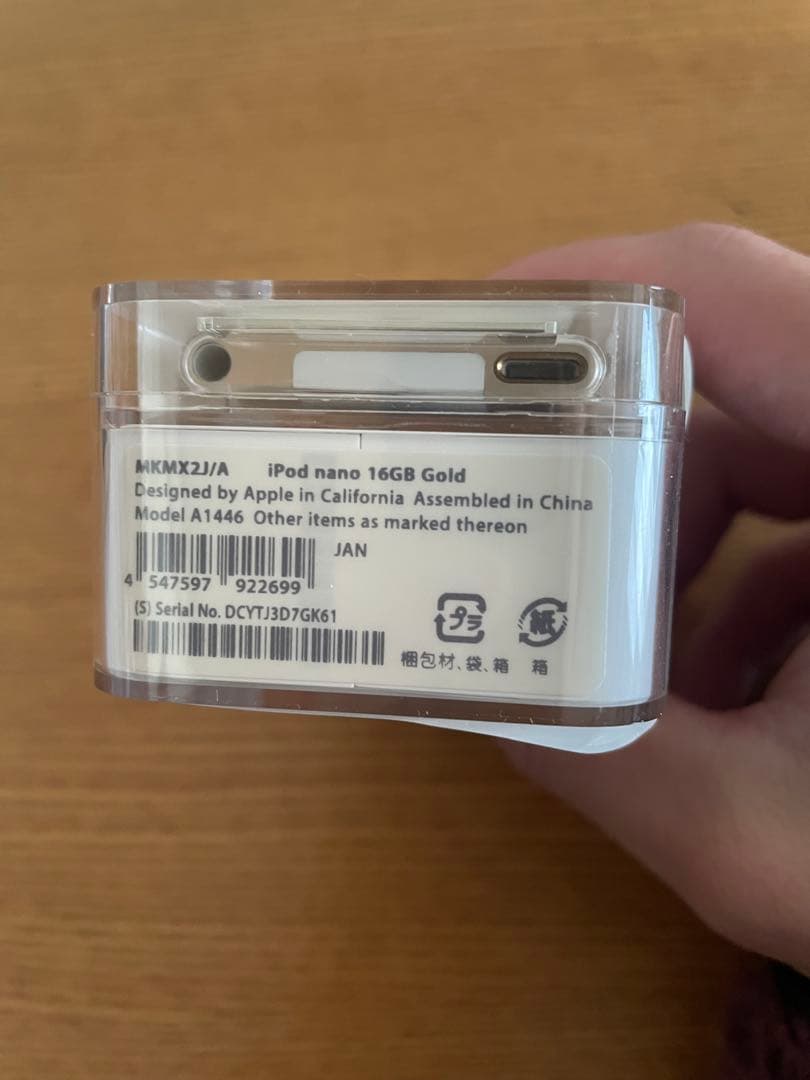 MKMX2J/A iPod nano 16GB Gold
Designed by Apple in California Assembled in China
Model A1446 Other items as marked thereon
JAN
4 547597 922699
(S) Serial No. DCYTJ3D7GK61
プラ 紙
梱包材、袋、箱 箱